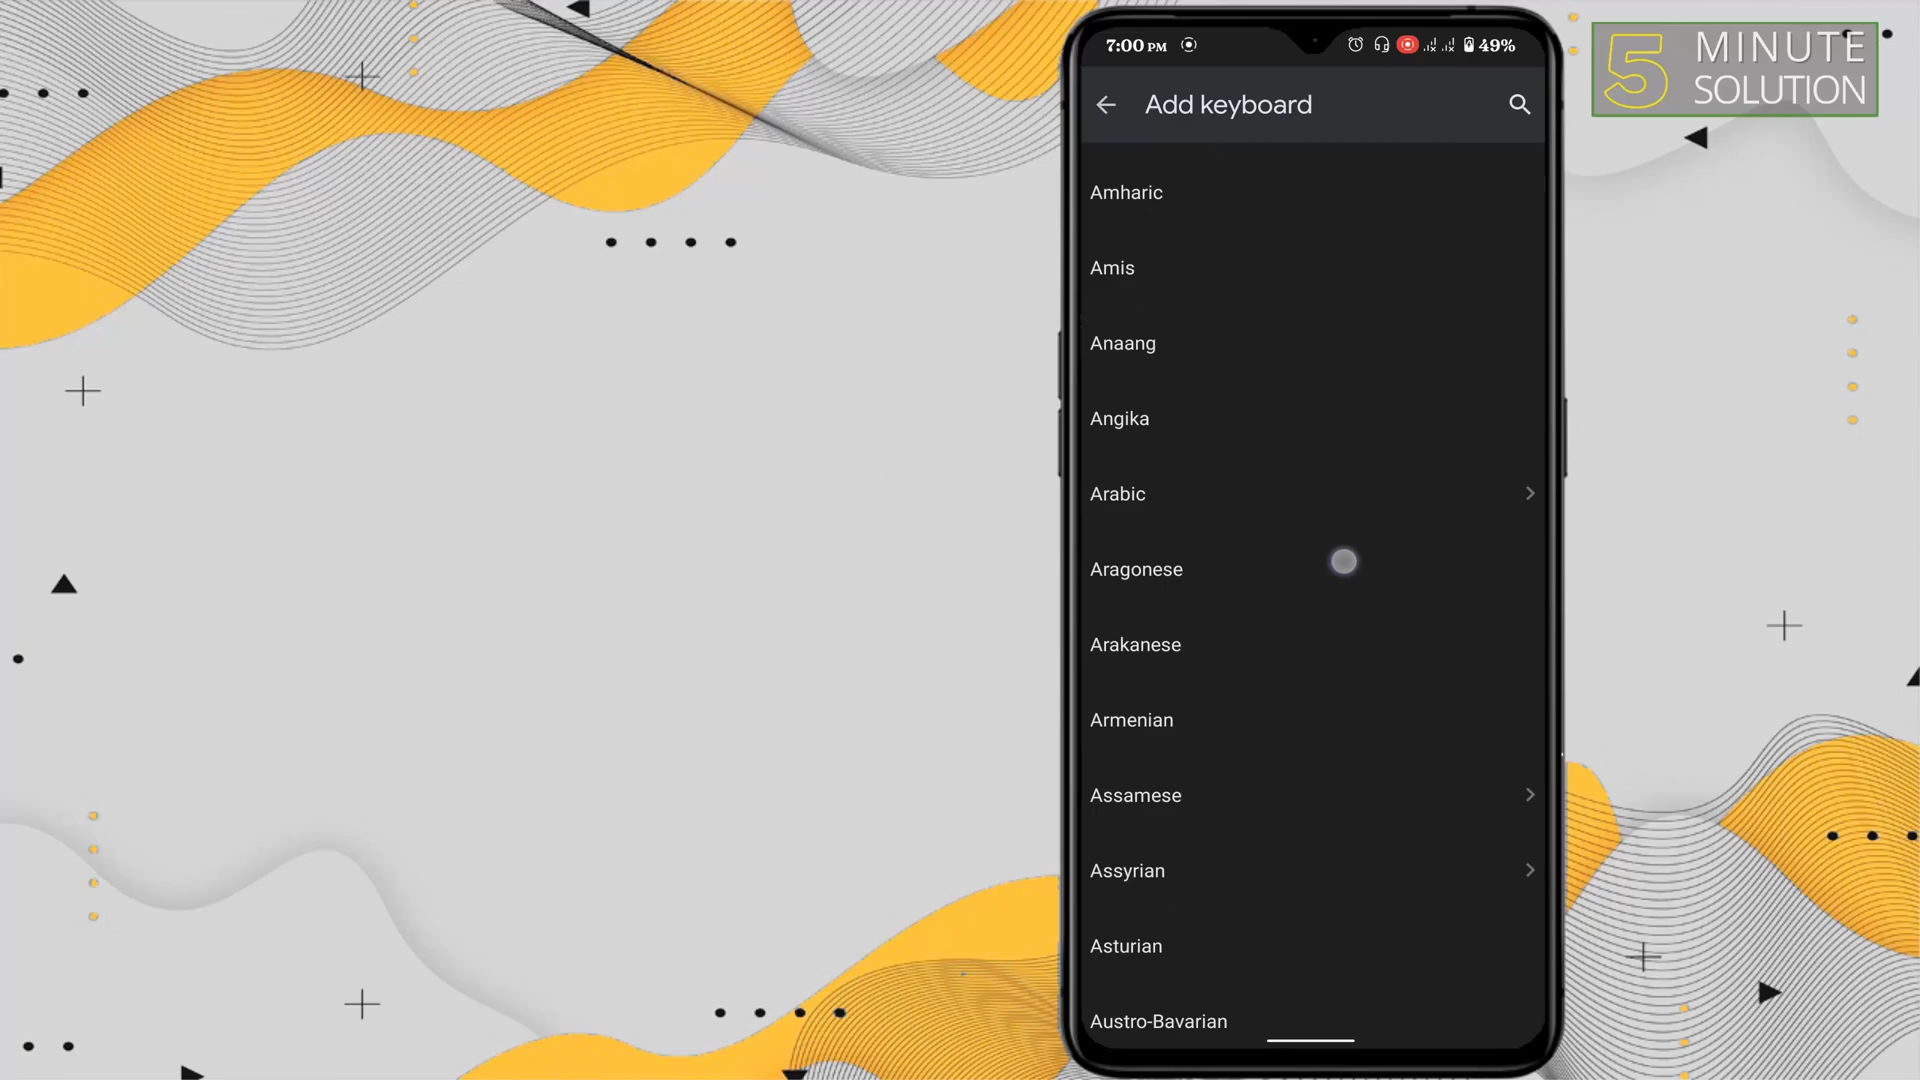 7:00 PM 49%
5 MINUTE
SOLUTION
Add keyboard
Amharic
Amis
Anaang
Angika
Arabic
Aragonese
Arakanese
Armenian
Assamese
Assyrian
Asturian
Austro-Bavarian